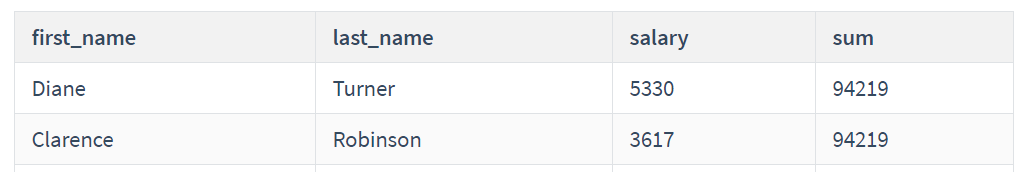 first_name last_name salary sum
Diane Turner 5330 94219
Clarence Robinson 3617 94219